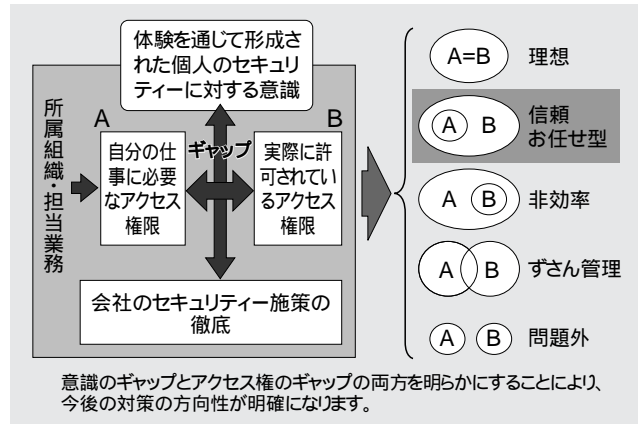 体験を通じて形成さ
れた個人のセキュリ
ティーに対する意識
所属組織・担当業務
A
B
自分の仕
事に必要
なアクセス
権限
ギャップ
実際に許
可されてい
るアクセス
権限
会社のセキュリティー施策の
徹底
A=B 理想
A B 信頼
お任せ型
A B 非効率
A B ずさん管理
A B 問題外
意識のギャップとアクセス権のギャップの両方を明らかにすることにより、
今後の対策の方向性が明確になります。